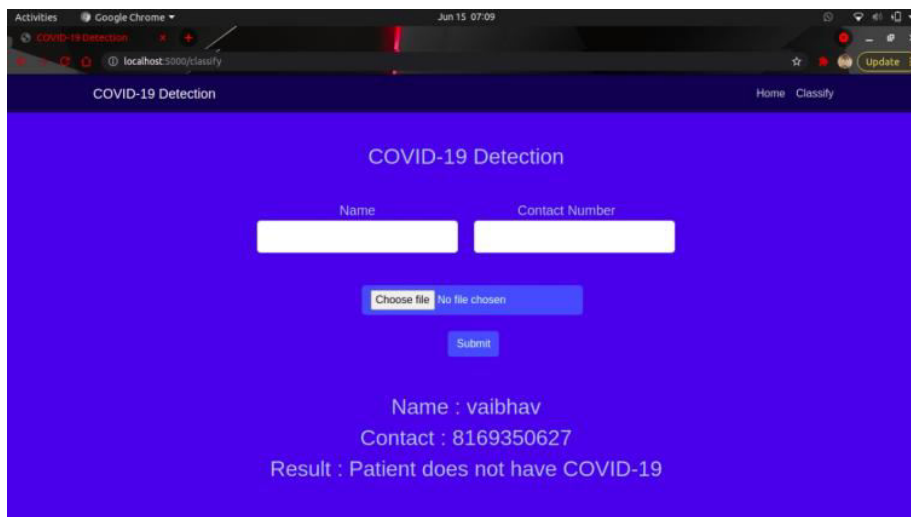 Activities Google Chrome Jun 15 07:09
COVID-19 Detection
localhost:5000/classify Update
COVID-19 Detection Home Classify
COVID-19 Detection
Name Contact Number
Choose file No file chosen
Submit
Name : vaibhav
Contact : 8169350627
Result : Patient does not have COVID-19